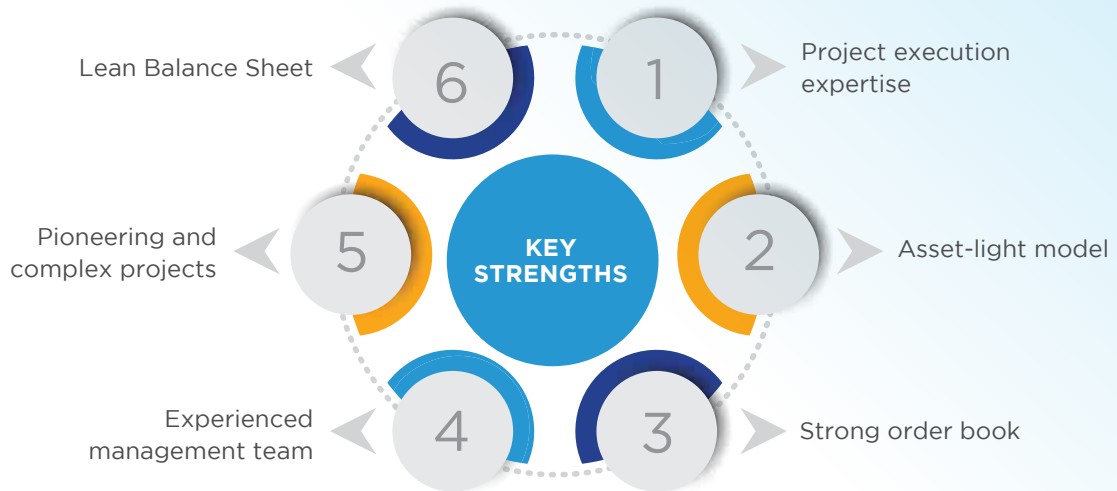 KEY
STRENGTHS
1
Project execution
expertise
2
Asset-light model
3
Strong order book
4
Experienced
management team
5
Pioneering and
complex projects
6
Lean Balance Sheet